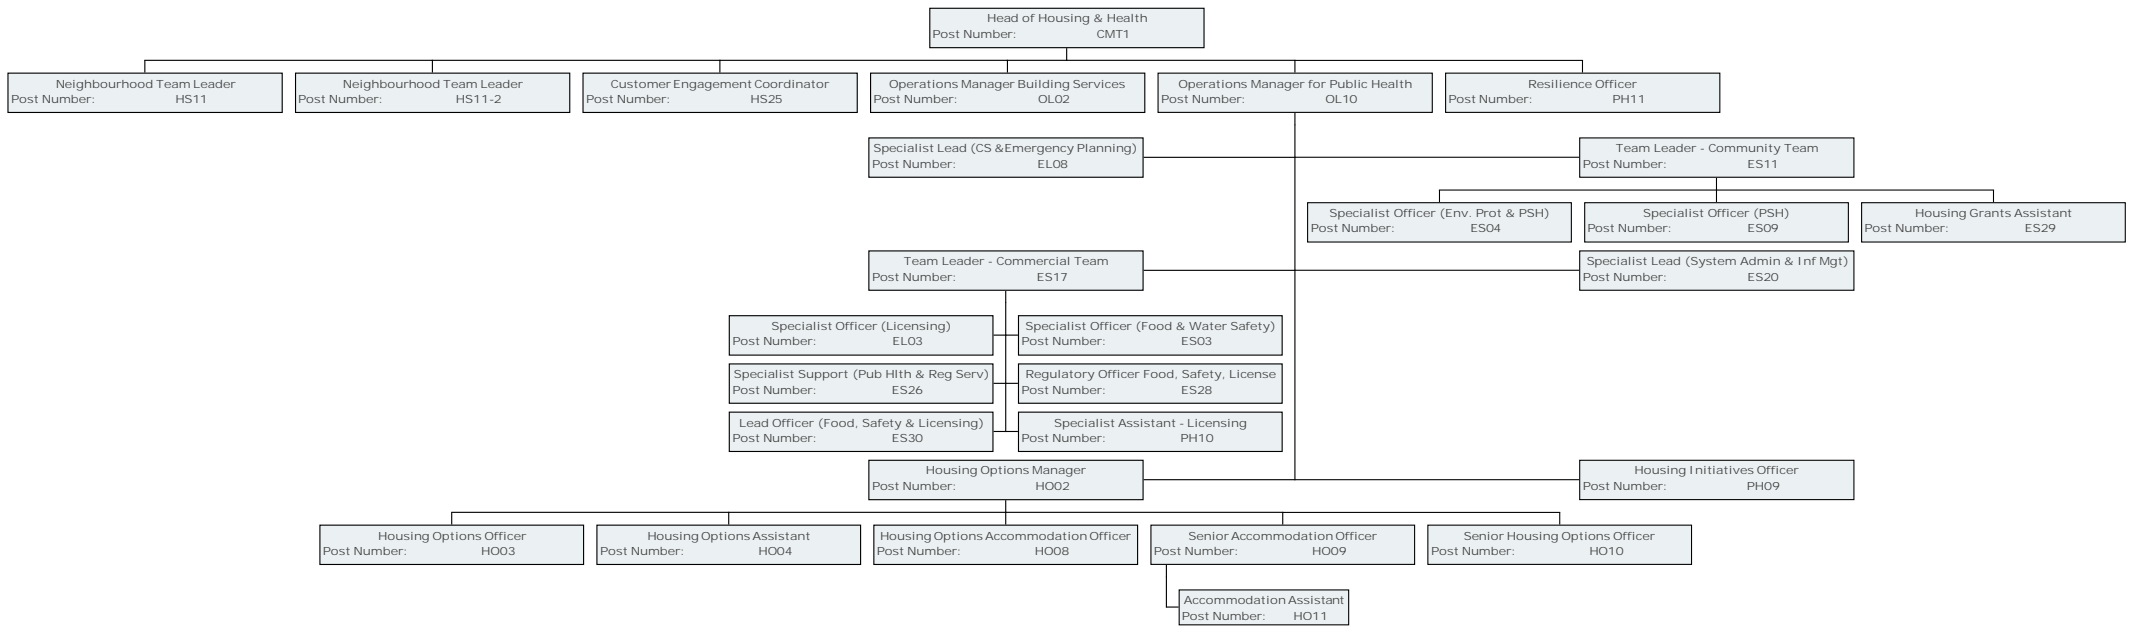 Head of Housing & Health
Post Number: CMT1
Neighbourhood Team Leader
Post Number: HS11
Neighbourhood Team Leader
Post Number: HS11-2
Customer Engagement Coordinator
Post Number: HS25
Operations Manager Building Services
Post Number: OL02
Operations Manager for Public Health
Post Number: OL10
Resilience Officer
Post Number: PH11
Specialist Lead (CS &Emergency Planning)
Post Number: EL08
Team Leader - Community Team
Post Number: ES11
Specialist Officer (Env. Prot & PSH)
Post Number: ES04
Specialist Officer (PSH)
Post Number: ES09
Housing Grants Assistant
Post Number: ES29
Team Leader - Commercial Team
Post Number: ES17
Specialist Lead (System Admin & Inf Mgt)
Post Number: ES20
Specialist Officer (Licensing)
Post Number: EL03
Specialist Officer (Food & Water Safety)
Post Number: ES03
Specialist Support (Pub Hlth & Reg Serv)
Post Number: ES26
Regulatory Officer Food, Safety, License
Post Number: ES28
Lead Officer (Food, Safety & Licensing)
Post Number: ES30
Specialist Assistant - Licensing
Post Number: PH10
Housing Options Manager
Post Number: HO02
Housing Initiatives Officer
Post Number: PH09
Housing Options Officer
Post Number: HO03
Housing Options Assistant
Post Number: HO04
Housing Options Accommodation Officer
Post Number: HO08
Senior Accommodation Officer
Post Number: HO09
Senior Housing Options Officer
Post Number: HO10
Accommodation Assistant
Post Number: HO11